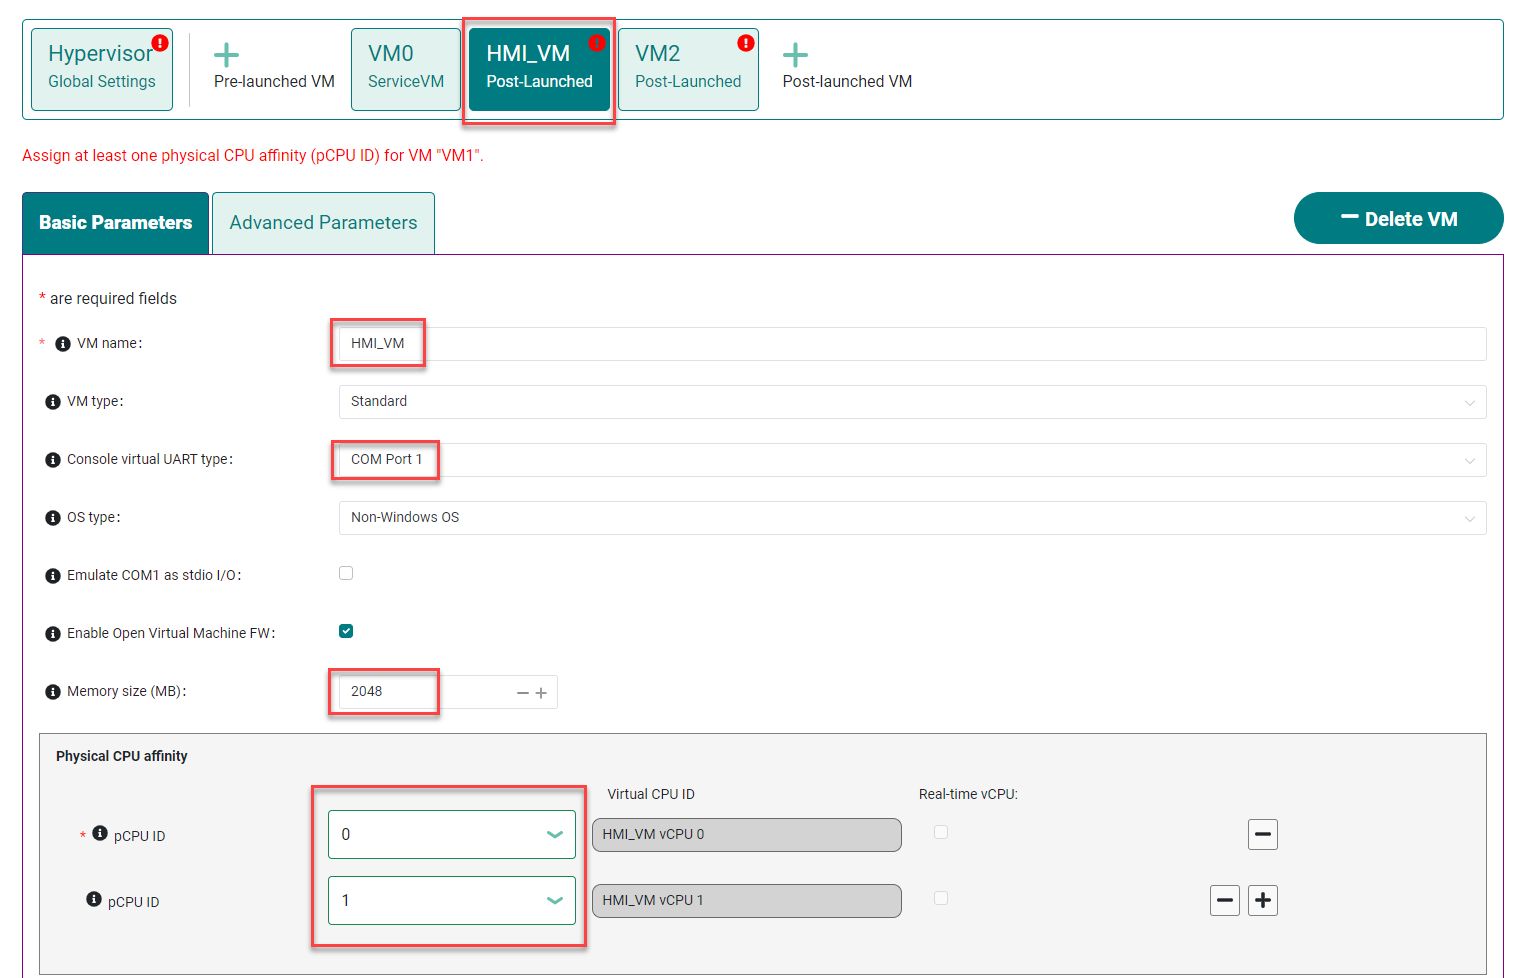 Hypervisor
Global Settings
Pre-launched VM
VM0
ServiceVM
HMI_VM
Post-Launched
VM2
Post-Launched
Post-launched VM
Assign at least one physical CPU affinity (pCPU ID) for VM "VM1".
Basic Parameters
Advanced Parameters
Delete VM
* are required fields
* VM name: HMI_VM
VM type: Standard
Console virtual UART type: COM Port 1
OS type: Non-Windows OS
Emulate COM1 as stdio I/O:
Enable Open Virtual Machine FW:
Memory size (MB): 2048
Physical CPU affinity
Virtual CPU ID Real-time vCPU:
* pCPU ID 0 HMI_VM vCPU 0
pCPU ID 1 HMI_VM vCPU 1